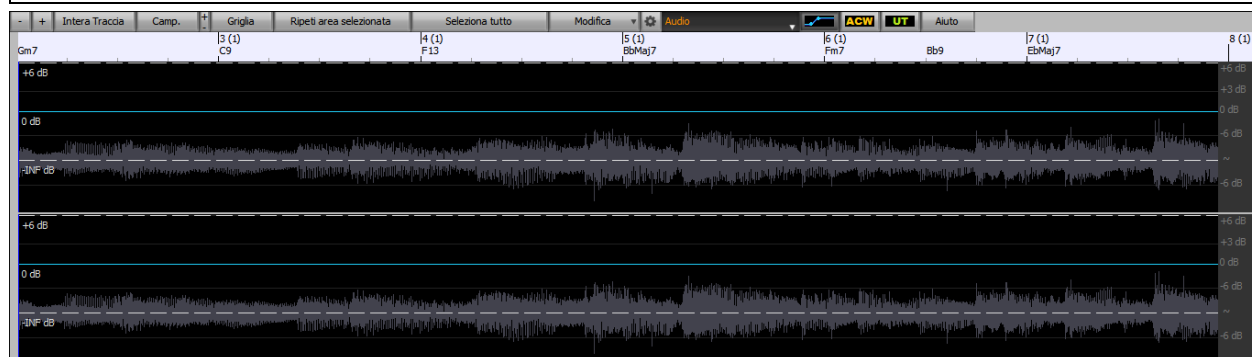 - + Intera Traccia Camp. + - Griglia Ripeti area selezionata Seleziona tutto Modifica Audio ACW UT Aiuto
3 (1) 4 (1) 5 (1) 6 (1) 7 (1) 8 (1)
Gm7 C9 F13 BbMaj7 Fm7 Bb9 EbMaj7
+6 dB +6 dB
+3 dB
0 dB
0 dB
-6 dB
~
-INF dB
-6 dB
+6 dB +6 dB
+3 dB
0 dB
0 dB
-6 dB
~
-INF dB
-6 dB